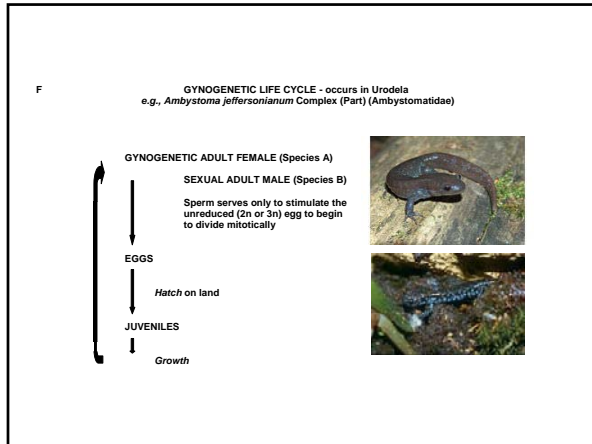 F
GYNOGENETIC LIFE CYCLE - occurs in Urodela
e.g., Ambystoma jeffersonianum Complex (Part) (Ambystomatidae)
GYNOGENETIC ADULT FEMALE (Species A)
SEXUAL ADULT MALE (Species B)
Sperm serves only to stimulate the
unreduced (2n or 3n) egg to begin
to divide mitotically
EGGS
Hatch on land
JUVENILES
Growth